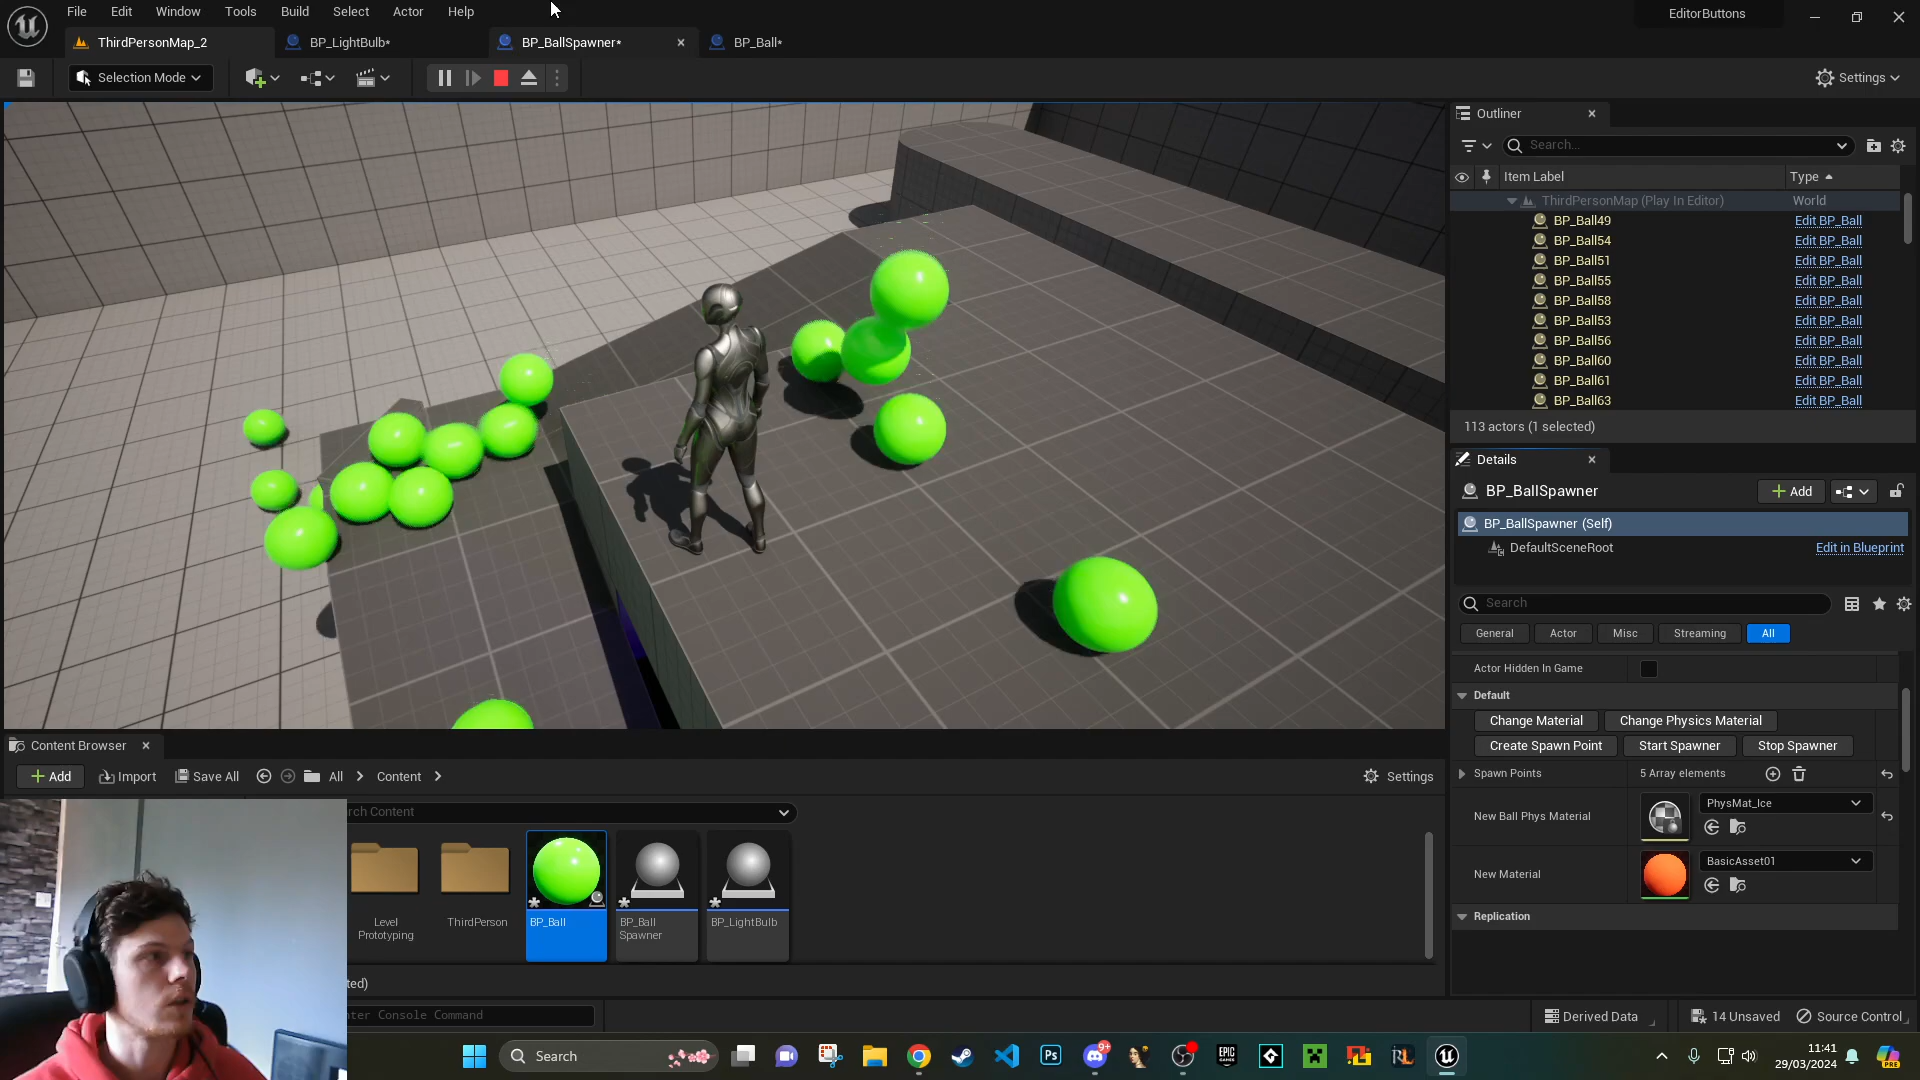 File Edit Window Tools Build Select Actor Help
EditorButtons
ThirdPersonMap_2
BP_LightBulb*
BP_BallSpawner*
BP_Ball*
Selection Mode
Settings
Outliner
Search...
Item Label
Type
ThirdPersonMap (Play In Editor) World
BP_Ball49 Edit BP_Ball
BP_Ball54 Edit BP_Ball
BP_Ball51 Edit BP_Ball
BP_Ball55 Edit BP_Ball
BP_Ball58 Edit BP_Ball
BP_Ball53 Edit BP_Ball
BP_Ball56 Edit BP_Ball
BP_Ball60 Edit BP_Ball
BP_Ball61 Edit BP_Ball
BP_Ball63 Edit BP_Ball
113 actors (1 selected)
Details
BP_BallSpawner
Add
BP_BallSpawner (Self)
DefaultSceneRoot Edit in Blueprint
Search
General Actor Misc Streaming All
Actor Hidden In Game
Default
Change Material Change Physics Material
Create Spawn Point Start Spawner Stop Spawner
Spawn Points 5 Array elements
New Ball Phys Material PhysMat_Ice
New Material BasicAsset01
Replication
Content Browser
Add Import Save All All Content Settings
rch Content
Level
Prototyping
ThirdPerson
BP_Ball
BP_Ball
Spawner
BP_LightBulb
ted)
nter Console Command
Derived Data
14 Unsaved
Source Control
Search
Ps
9+
EPIC
GAMES
RL
11:41
29/03/2024
PRE